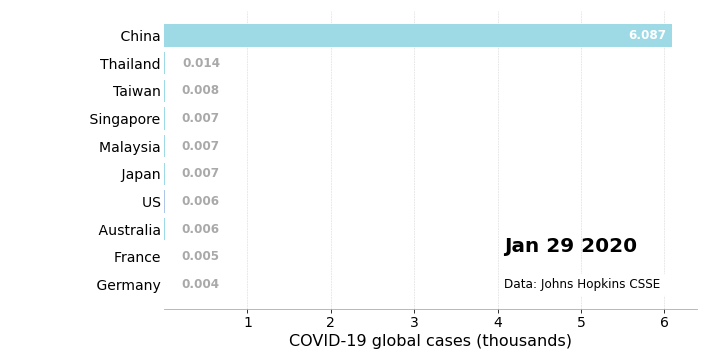 China 6.087
Thailand 0.014
Taiwan 0.008
Singapore 0.007
Malaysia 0.007
Japan 0.007
US 0.006
Australia 0.006
France 0.005
Germany 0.004
Jan 29 2020
Data: Johns Hopkins CSSE
1 2 3 4 5 6
COVID-19 global cases (thousands)